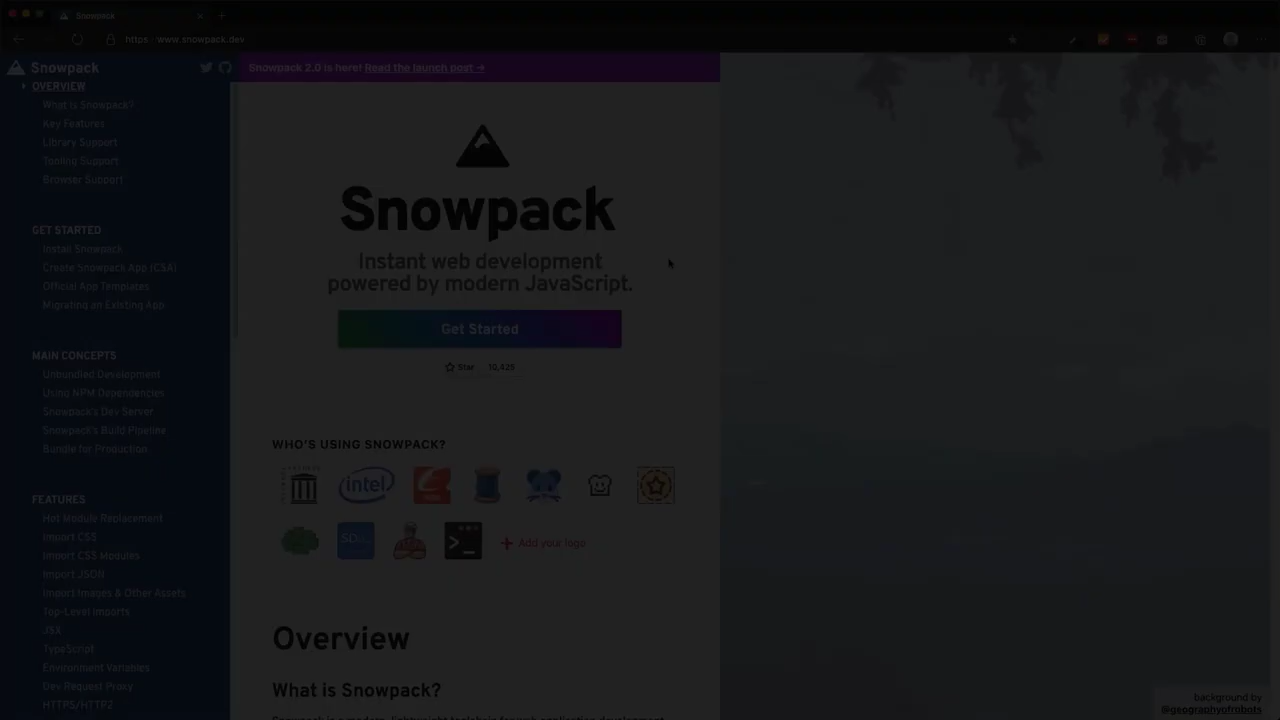 Snowpack
https www.snowpack.dev
Snowpack
OVERVIEW
What is Snowpack?
Key Features
Library Support
Tooling Support
Browser Support
GET STARTED
Install Snowpack
Create Snowpack App (CSA)
Official App Templates
Migrating an Existing App
MAIN CONCEPTS
Unbundled Development
Using NPM Dependencies
Snowpack's Dev Server
Snowpack's Build Pipeline
Bundle for Production
FEATURES
Hot Module Replacement
Import CSS
Import CSS Modules
Import JSON
Import Images & Other Assets
Top-Level Imports
JSX
TypeScript
Environment Variables
Dev Request Proxy
HTTPS/HTTP2
Snowpack 2.0 is here! Read the launch post →
Snowpack
Instant web development
powered by modern JavaScript.
Get Started
Star 10,425
WHO'S USING SNOWPACK?
intel
+ Add your logo
Overview
What is Snowpack?
background by
@geographyofrobots